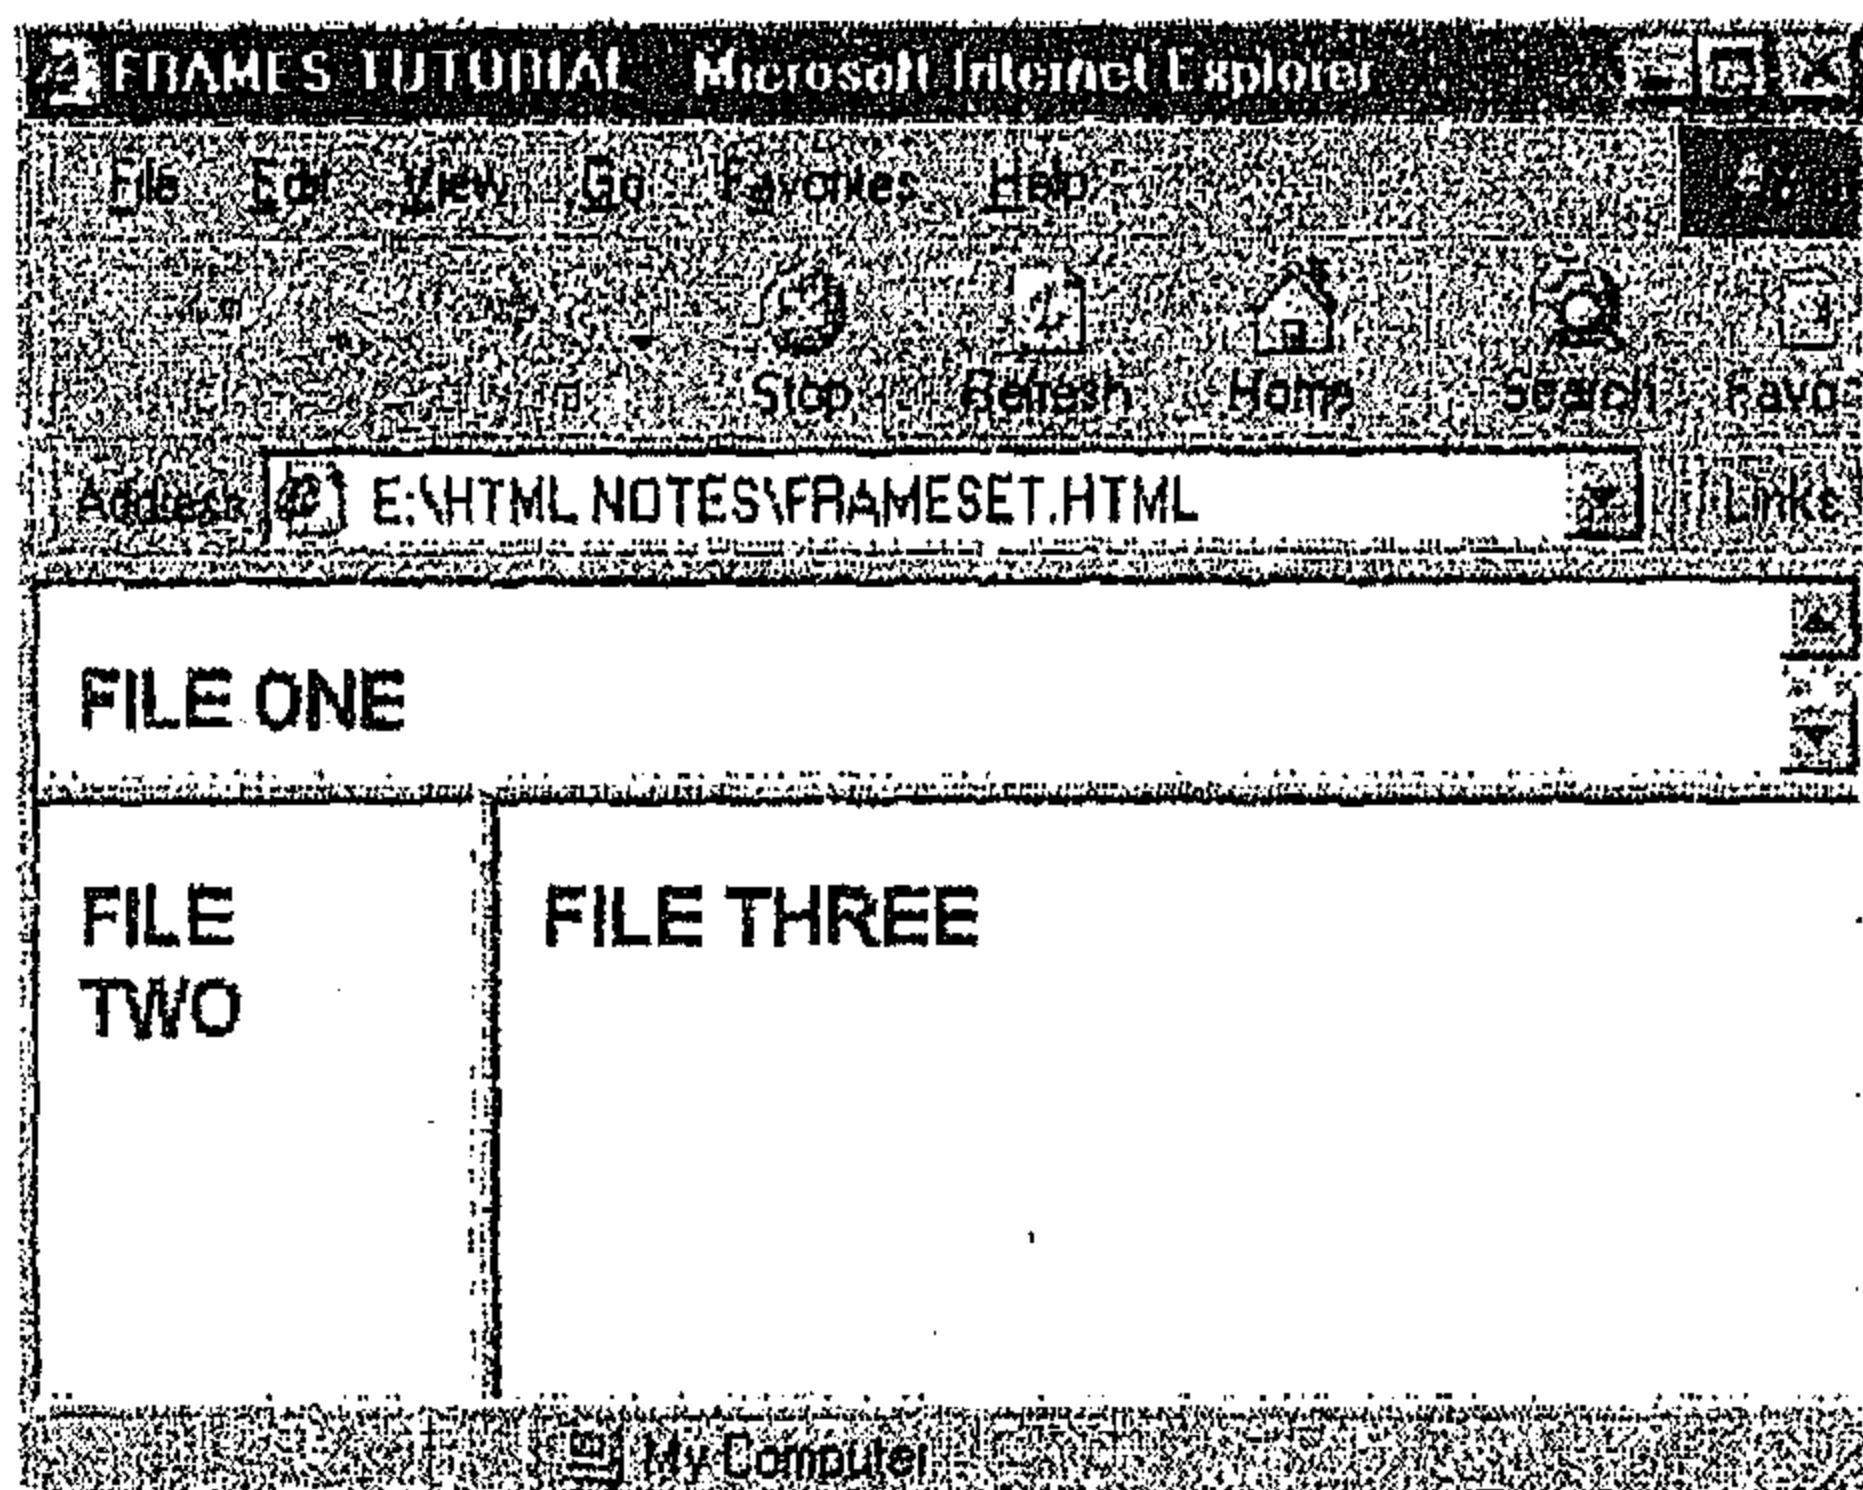 FRAMES TUTORIAL Microsoft Internet Explorer
File Edit View Go Favorites Help
Stop Refresh Home Search Favo
Address E:\HTML NOTES\FRAMESET.HTML Links
FILE ONE
FILE
TWO
FILE THREE
My Computer